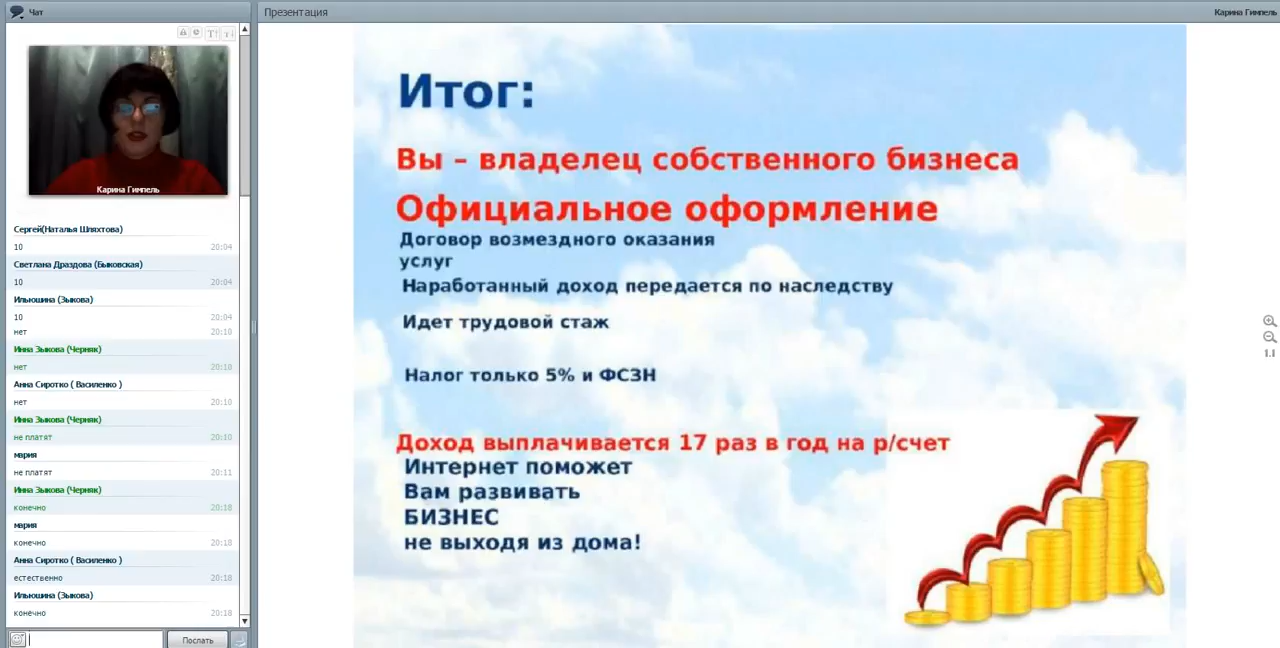 Чат
Презентация
Карина Гимпель
Карина Гимпель
Сергей(Наталья Шляхтова)
10 20:04
Светлана Драздова (Быковская)
10 20:04
Ильюшина (Зыкова)
10 20:04
нет 20:10
Инна Зыкова (Черняк)
нет 20:10
Анна Сиротко ( Василенко )
нет 20:10
Инна Зыкова (Черняк)
не платят 20:10
мария
не платят 20:11
Инна Зыкова (Черняк)
конечно 20:18
мария
конечно 20:18
Анна Сиротко ( Василенко )
естественно 20:18
Ильюшина (Зыкова)
конечно 20:18
Послать
Итог:
Вы – владелец собственного бизнеса
Официальное оформление
Договор возмездного оказания
услуг
Наработанный доход передается по наследству
Идет трудовой стаж
Налог только 5% и ФСЗН
Доход выплачивается 17 раз в год на р/счет
Интернет поможет
Вам развивать
БИЗНЕС
не выходя из дома!
1.1